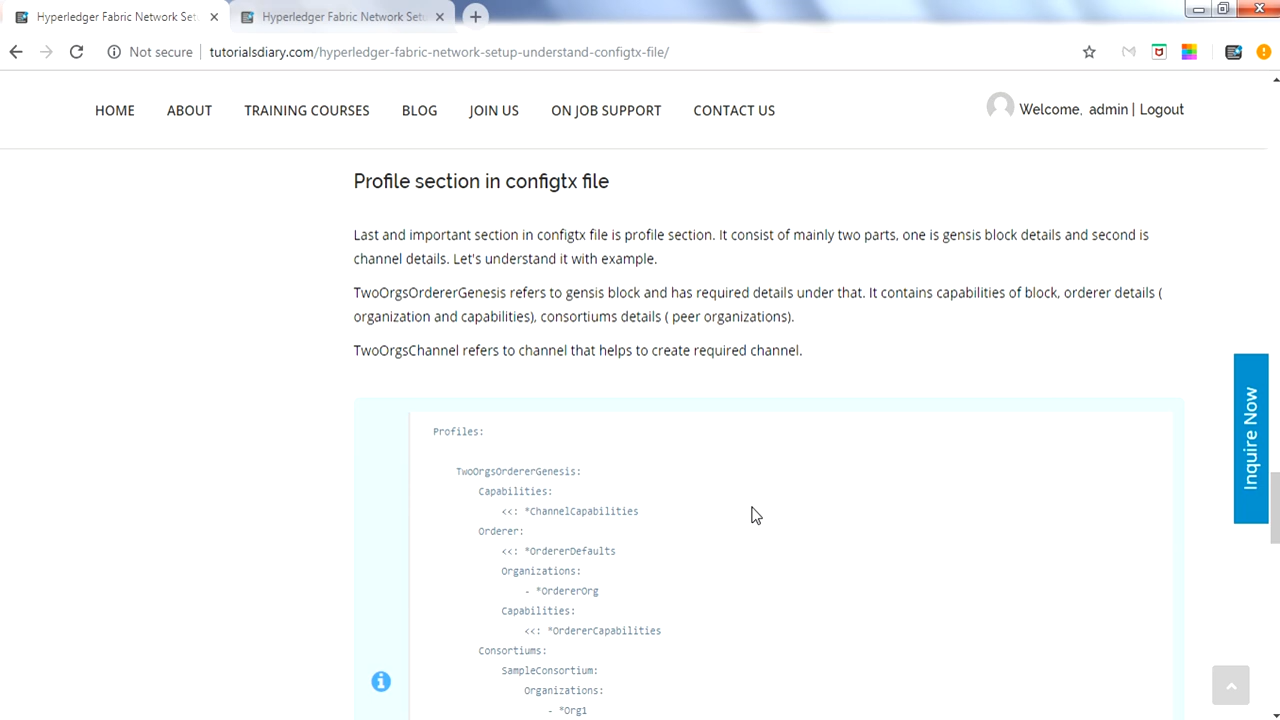 Hyperledger Fabric Network Set
Hyperledger Fabric Network Setu
Not secure
tutorialsdiary.com/hyperledger-fabric-network-setup-understand-configtx-file/
HOME
ABOUT
TRAINING COURSES
BLOG
JOIN US
ON JOB SUPPORT
CONTACT US
Welcome, admin | Logout
Profile section in configtx file
Last and important section in configtx file is profile section. It consist of mainly two parts, one is gensis block details and second is
channel details. Let's understand it with example.
TwoOrgsOrdererGenesis refers to gensis block and has required details under that. It contains capabilities of block, orderer details (
organization and capabilities), consortiums details ( peer organizations).
TwoOrgsChannel refers to channel that helps to create required channel.
Inquire Now
Profiles:
TwoOrgsOrdererGenesis:
Capabilities:
<<: *ChannelCapabilities
Orderer:
<<: *OrdererDefaults
Organizations:
- *OrdererOrg
Capabilities:
<<: *OrdererCapabilities
Consortiums:
SampleConsortium:
Organizations:
- *Org1